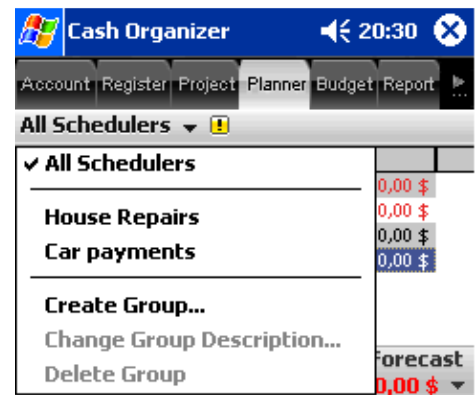 Cash Organizer 20:30
Account Register Project Planner Budget Report
All Schedulers
All Schedulers
0,00 $
House Repairs 0,00 $
0,00 $
Car payments 0,00 $
Create Group...
Change Group Description...
Forecast
Delete Group 0,00 $